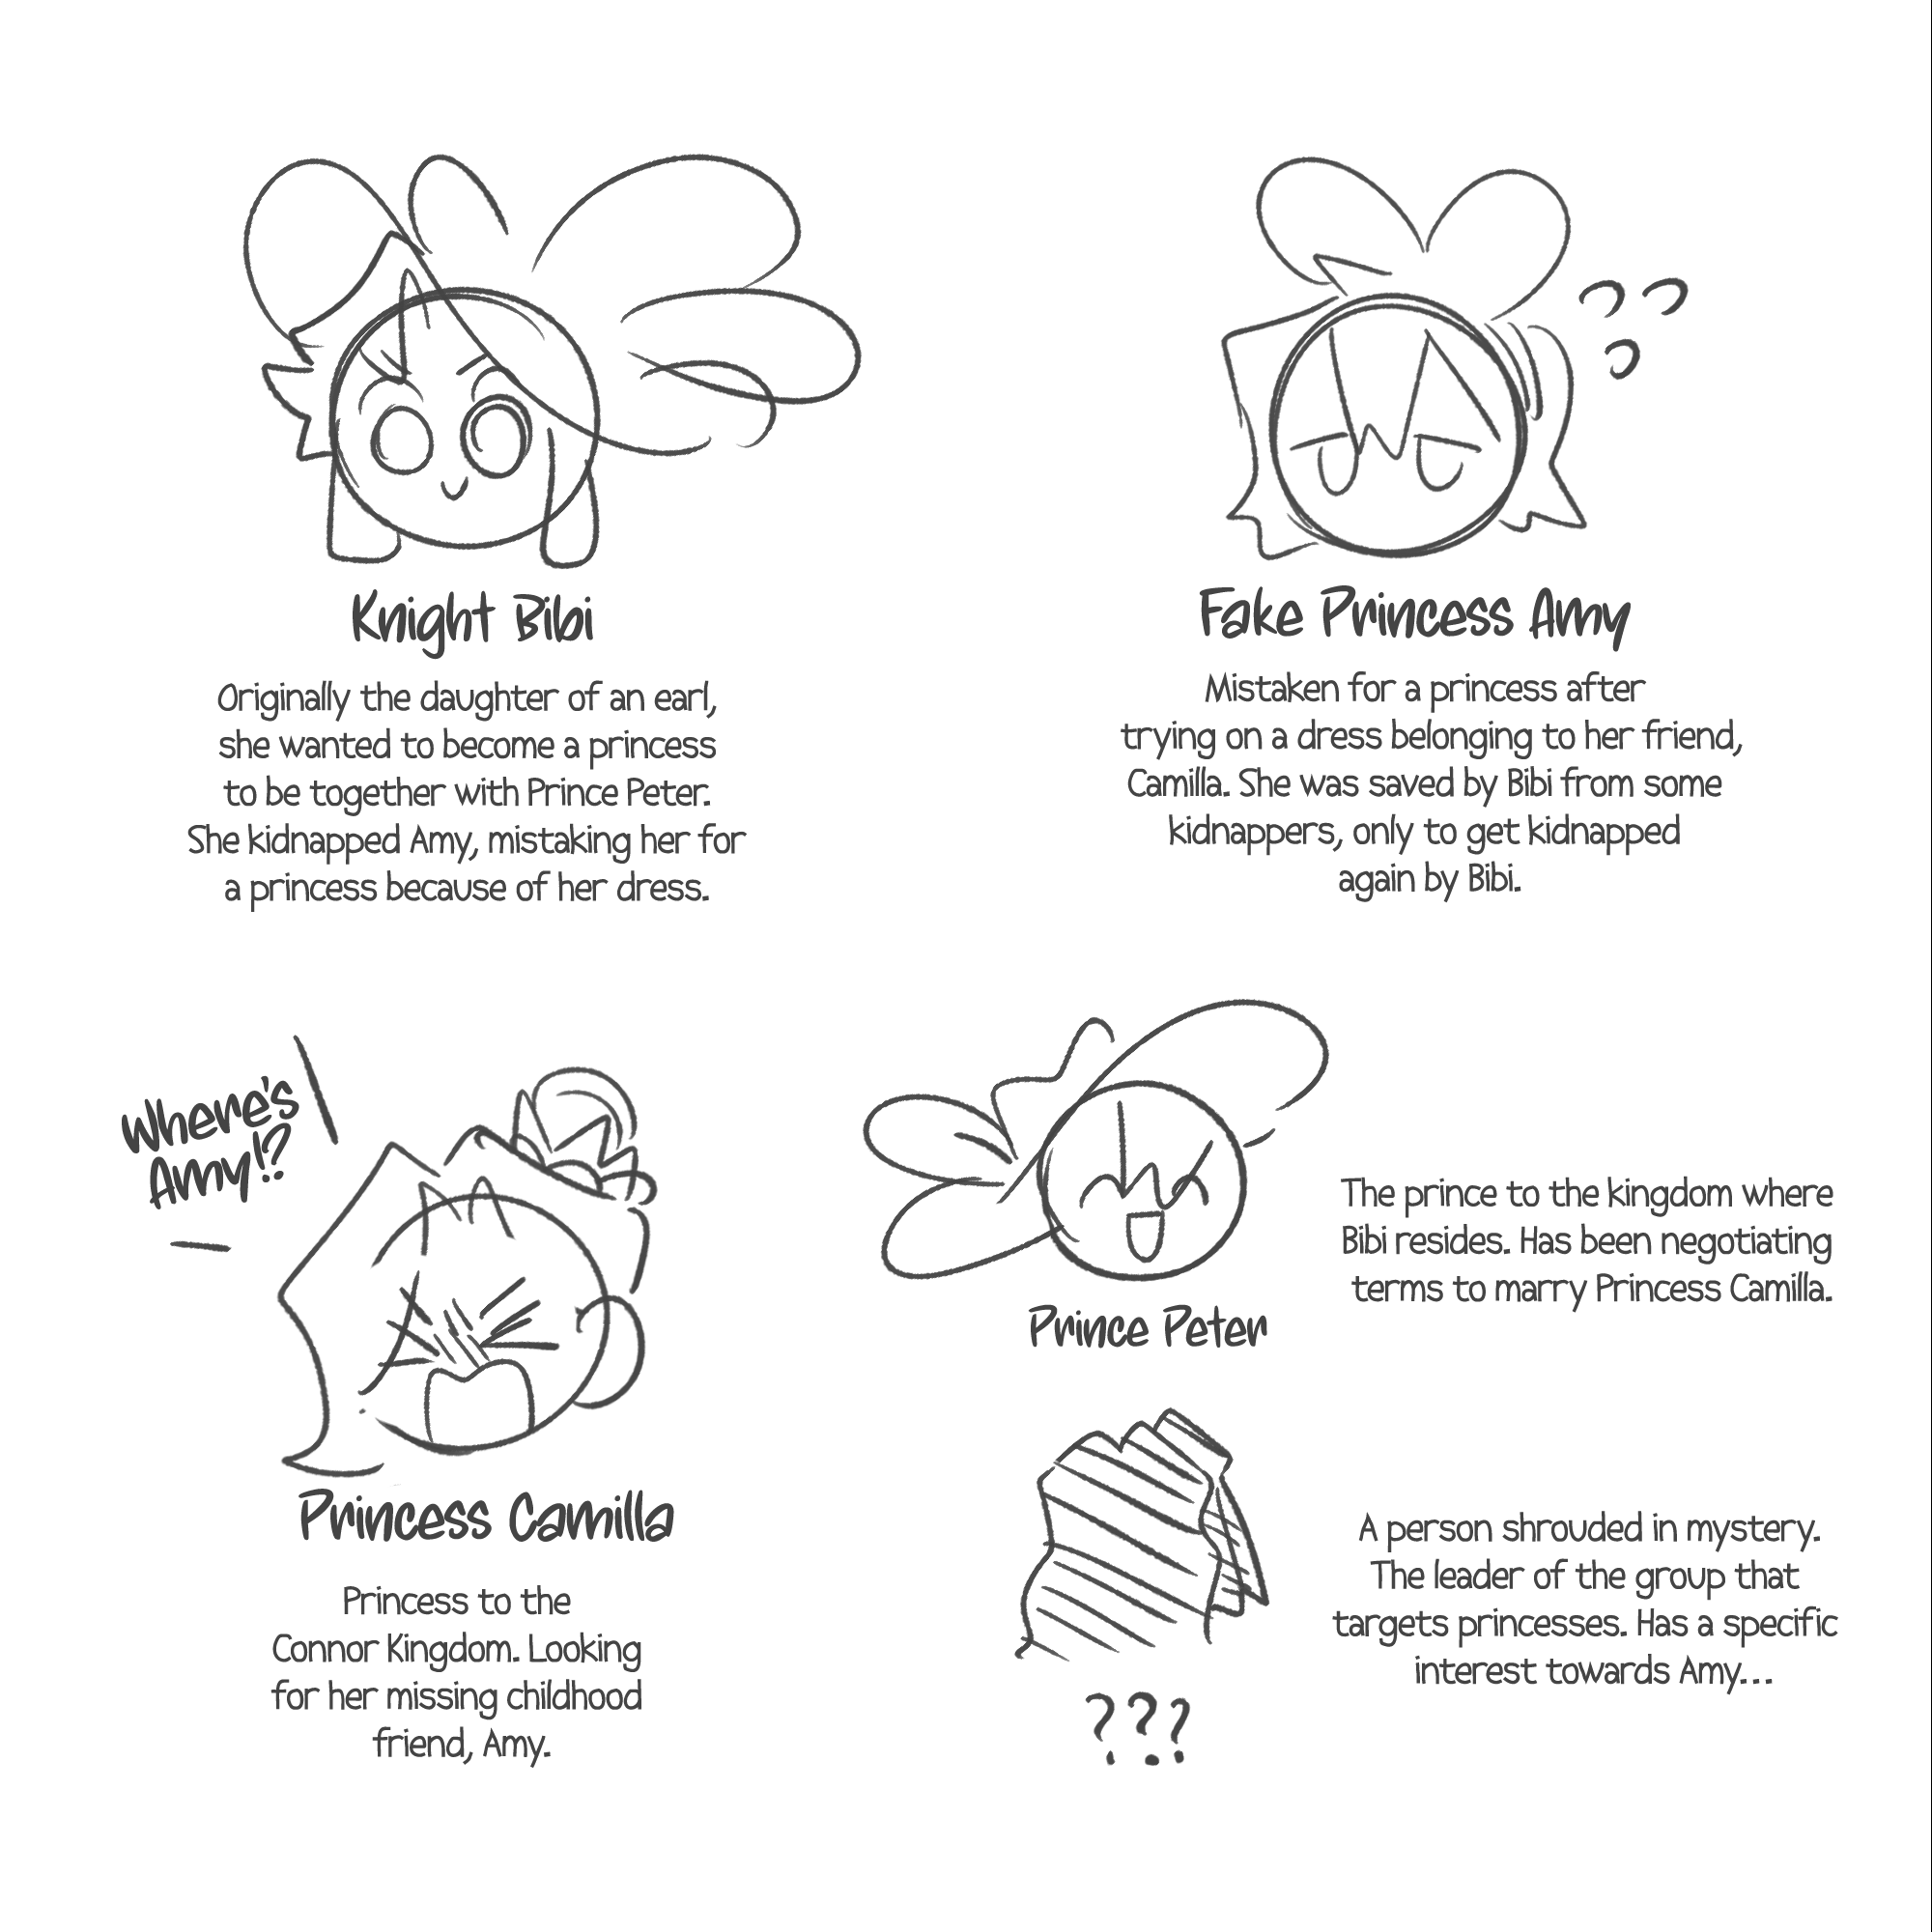 Knight Bibi
Originally the daughter of an earl,
she wanted to become a princess
to be together with Prince Peter.
She kidnapped Amy, mistaking her for
a princess because of her dress.
Fake Princess Amy
Mistaken for a princess after
trying on a dress belonging to her friend,
Camilla. She was saved by Bibi from some
kidnappers, only to get kidnapped
again by Bibi.
Where's
Amy!?
Princess Camilla
Princess to the
Connor Kingdom. Looking
for her missing childhood
friend, Amy.
Prince Peter
The prince to the kingdom where
Bibi resides. Has been negotiating
terms to marry Princess Camilla.
???
A person shrouded in mystery.
The leader of the group that
targets princesses. Has a specific
interest towards Amy...